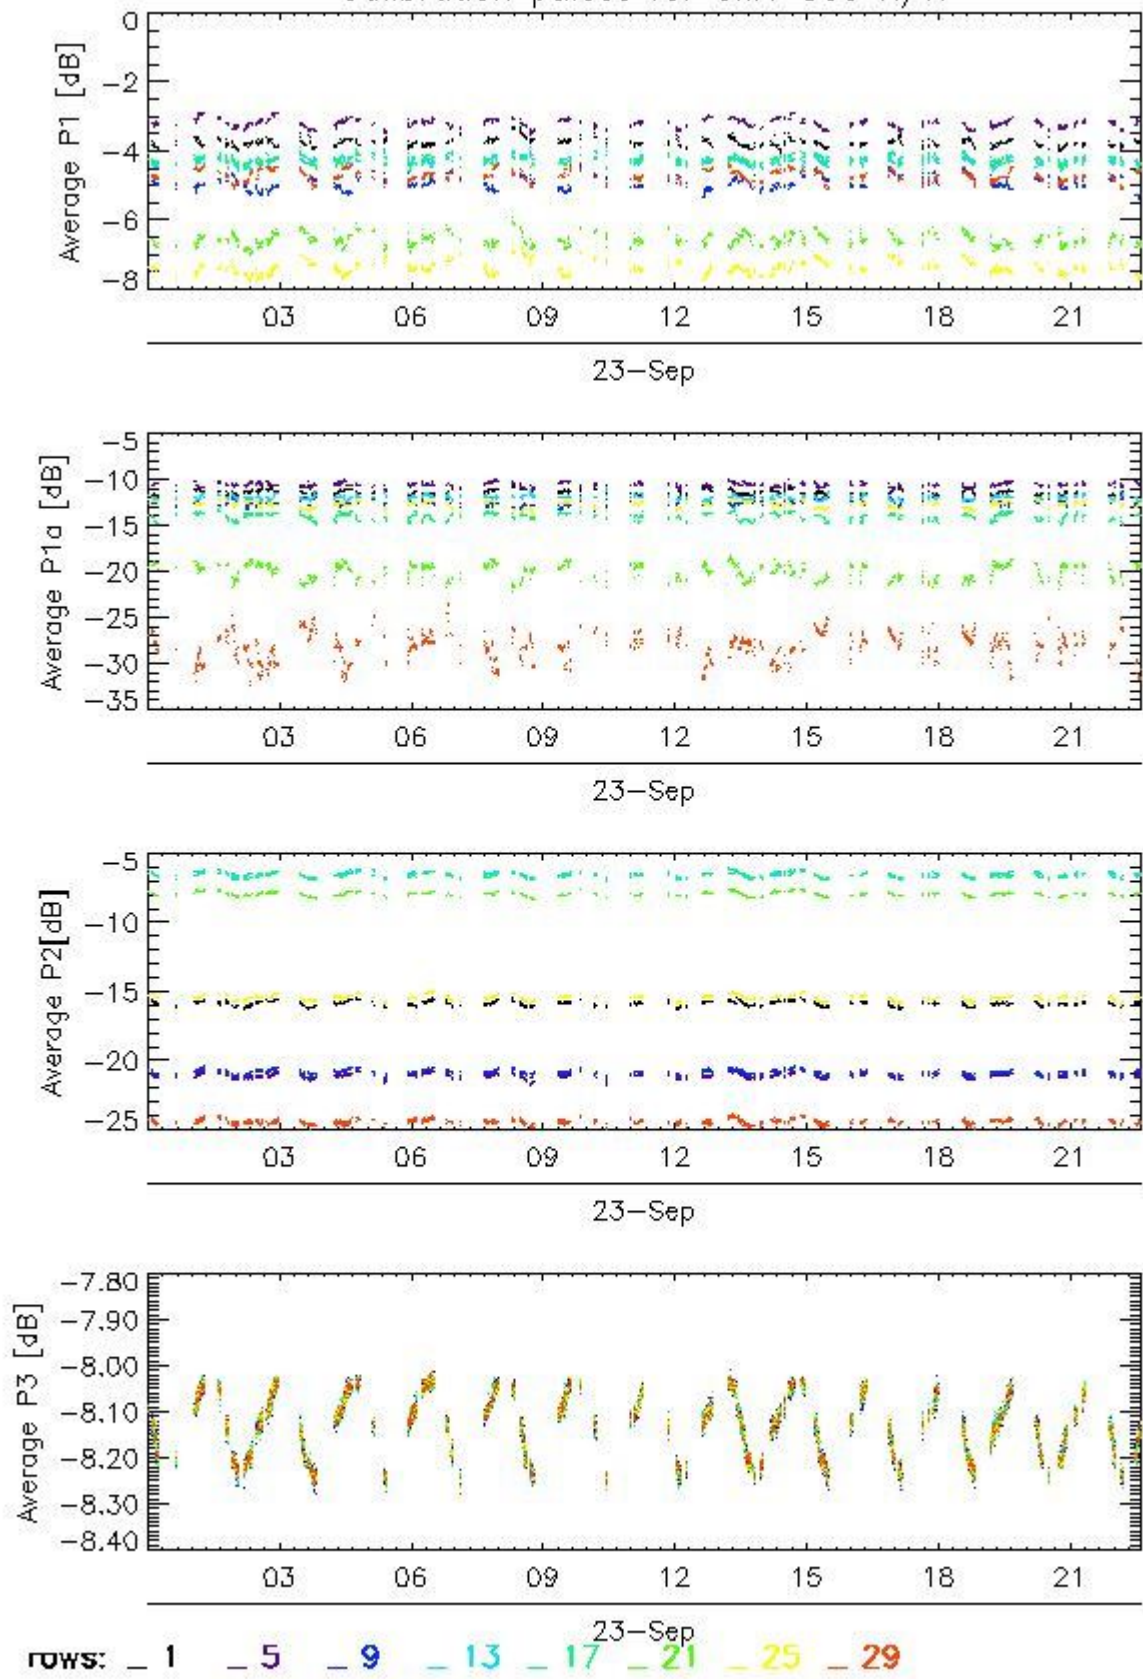 0
-2
-4
-6
-8
Average P1 [dB]
03 06 09 12 15 18 21
23-Sep
-5
-10
-15
-20
-25
-30
-35
Average P1a [dB]
03 06 09 12 15 18 21
23-Sep
-5
-10
-15
-20
-25
Average P2[dB]
03 06 09 12 15 18 21
23-Sep
-7.80
-7.90
-8.00
-8.10
-8.20
-8.30
-8.40
Average P3 [dB]
03 06 09 12 15 18 21
23-Sep
rows: _ 1 _ 5 _ 9 _ 13 _ 17 _ 21 _ 25 _ 29